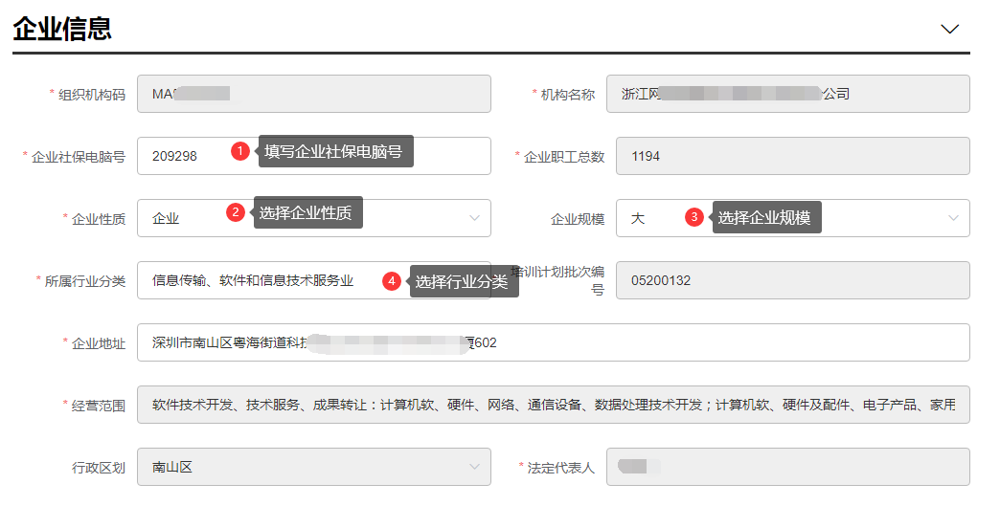 企业信息
* 组织机构码 MA
* 机构名称 浙江网 公司
* 企业社保电脑号 209298 1 填写企业社保电脑号
* 企业职工总数 1194
* 企业性质 企业 2 选择企业性质
企业规模 大 3 选择企业规模
* 所属行业分类 信息传输、软件和信息技术服务业 4 选择行业分类
培训计划批次编
号 05200132
* 企业地址 深圳市南山区粤海街道科技 厦602
* 经营范围 软件技术开发、技术服务、成果转让：计算机软、硬件、网络、通信设备、数据处理技术开发；计算机软、硬件及配件、电子产品、家用
行政区划 南山区
* 法定代表人